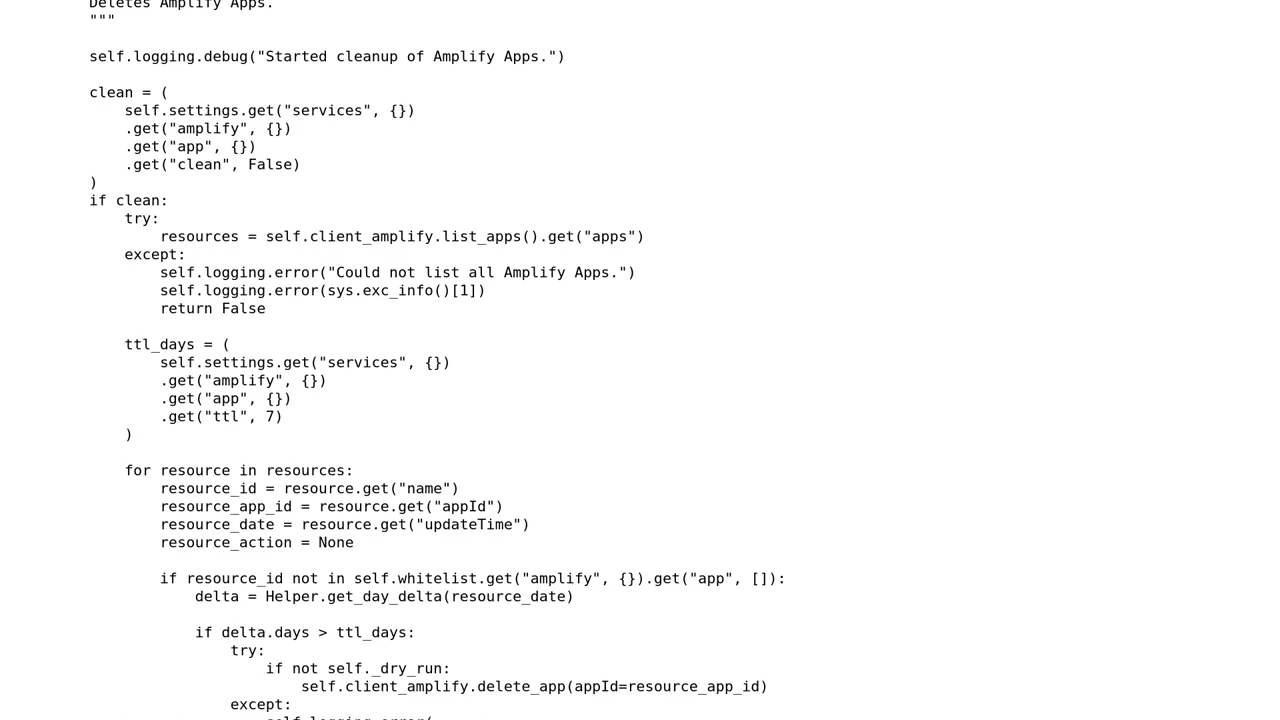 Deletes Amplify Apps.
"""

self.logging.debug("Started cleanup of Amplify Apps.")

clean = (
    self.settings.get("services", {})
    .get("amplify", {})
    .get("app", {})
    .get("clean", False)
)
if clean:
    try:
        resources = self.client_amplify.list_apps().get("apps")
    except:
        self.logging.error("Could not list all Amplify Apps.")
        self.logging.error(sys.exc_info()[1])
        return False

    ttl_days = (
        self.settings.get("services", {})
        .get("amplify", {})
        .get("app", {})
        .get("ttl", 7)
    )

    for resource in resources:
        resource_id = resource.get("name")
        resource_app_id = resource.get("appId")
        resource_date = resource.get("updateTime")
        resource_action = None

        if resource_id not in self.whitelist.get("amplify", {}).get("app", []):
            delta = Helper.get_day_delta(resource_date)

            if delta.days > ttl_days:
                try:
                    if not self._dry_run:
                        self.client_amplify.delete_app(appId=resource_app_id)
                except:
                    self.logging.error(